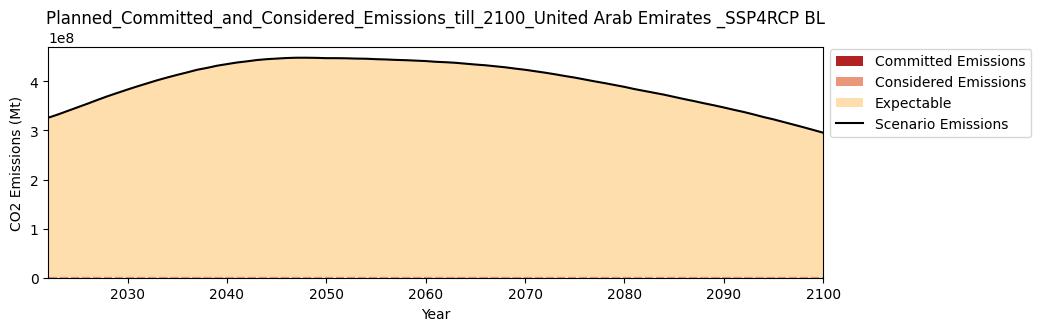 Planned_Committed_and_Considered_Emissions_till_2100_United Arab Emirates _SSP4RCP BL
1e8
Committed Emissions
Considered Emissions
Expectable
Scenario Emissions
CO2 Emissions (Mt)
4
3
2
1
0
2030 2040 2050 2060 2070 2080 2090 2100
Year